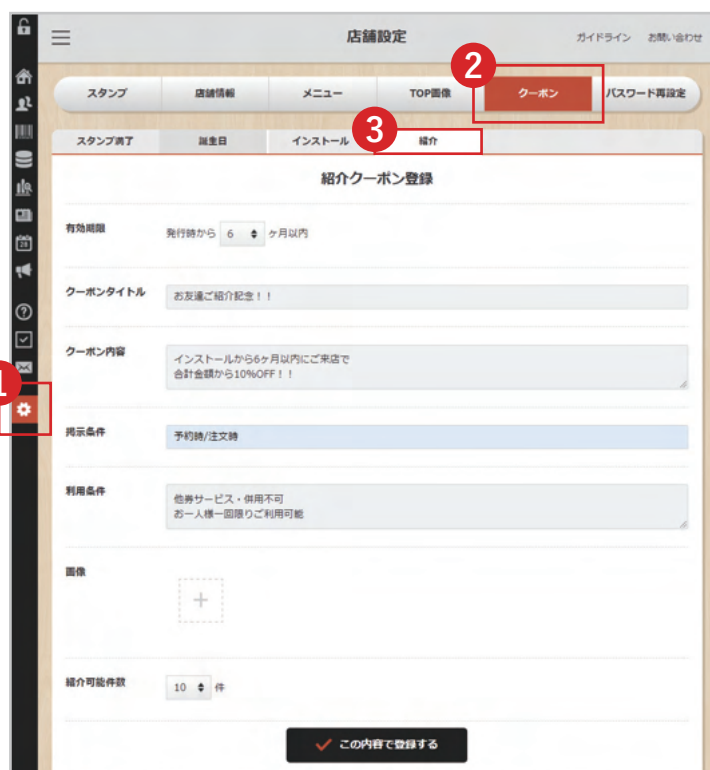 店舗設定
ガイドライン お問い合わせ
2
スタンプ 店舗情報 メニュー TOP画像 クーポン パスワード再設定
3
スタンプ満了 誕生日 インストール 紹介
紹介クーポン登録
有効期限 発行時から 6 ヶ月以内
クーポンタイトル お友達ご紹介記念！！
クーポン内容 インストールから6ヶ月以内にご来店で
合計金額から10%OFF！！
1
掲示条件 予約時/注文時
利用条件 他券サービス・併用不可
お一人様一回限りご利用可能
画像
紹介可能件数 10 件
この内容で登録する